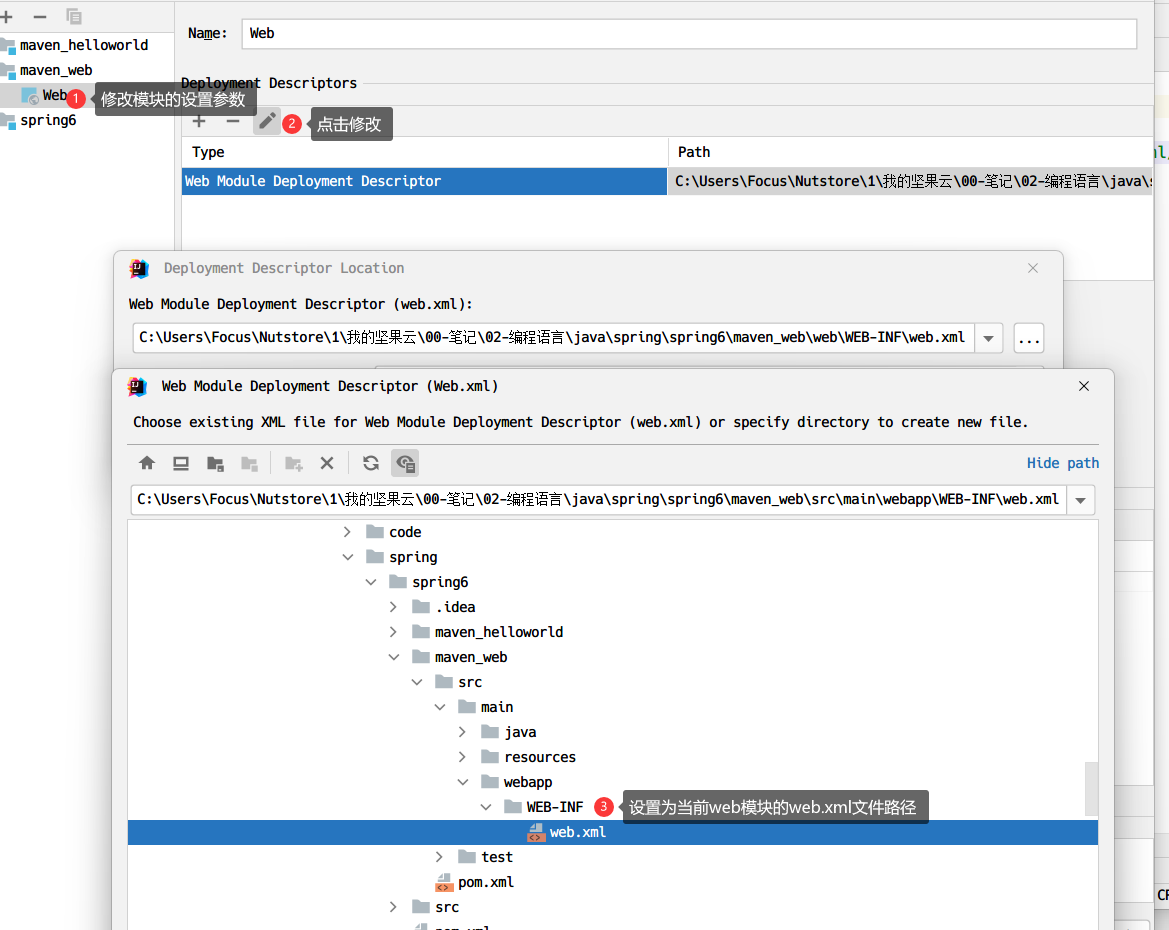 maven_helloworld
maven_web
Web
1 修改模块的设置参数
spring6
Name: Web
Deployment Descriptors
2 点击修改
Type Path
Web Module Deployment Descriptor C:\Users\Focus\Nutstore\1\我的坚果云\00-笔记\02-编程语言\java\s
Deployment Descriptor Location
Web Module Deployment Descriptor (web.xml):
C:\Users\Focus\Nutstore\1\我的坚果云\00-笔记\02-编程语言\java\spring\spring6\maven_web\web\WEB-INF\web.xml ...
Web Module Deployment Descriptor (Web.xml)
Choose existing XML file for Web Module Deployment Descriptor (web.xml) or specify directory to create new file.
Hide path
C:\Users\Focus\Nutstore\1\我的坚果云\00-笔记\02-编程语言\java\spring\spring6\maven_web\src\main\webapp\WEB-INF\web.xml
code
spring
spring6
.idea
maven_helloworld
maven_web
src
main
java
resources
webapp
WEB-INF 3 设置为当前web模块的web.xml文件路径
web.xml
test
pom.xml
src